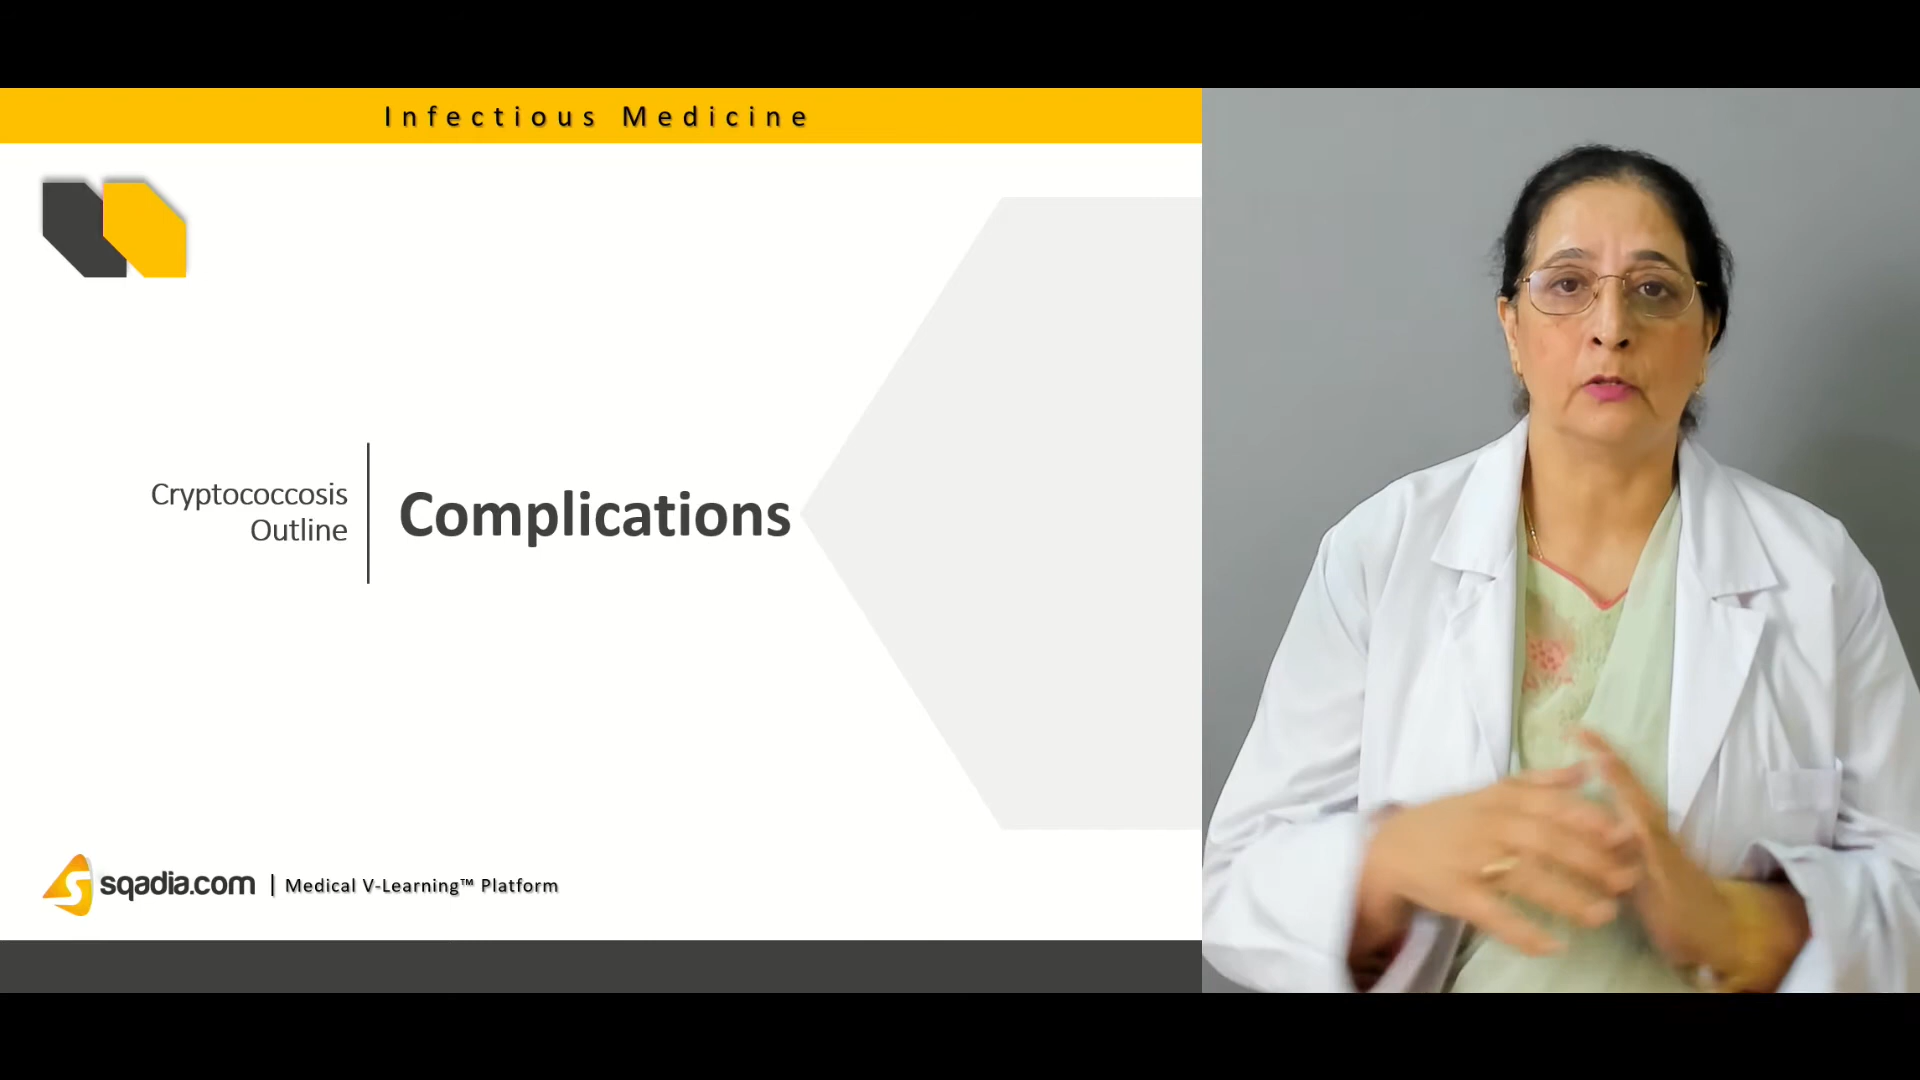 Infectious Medicine
Cryptococcosis
Outline
Complications
sqadia.com | Medical V-Learning™ Platform